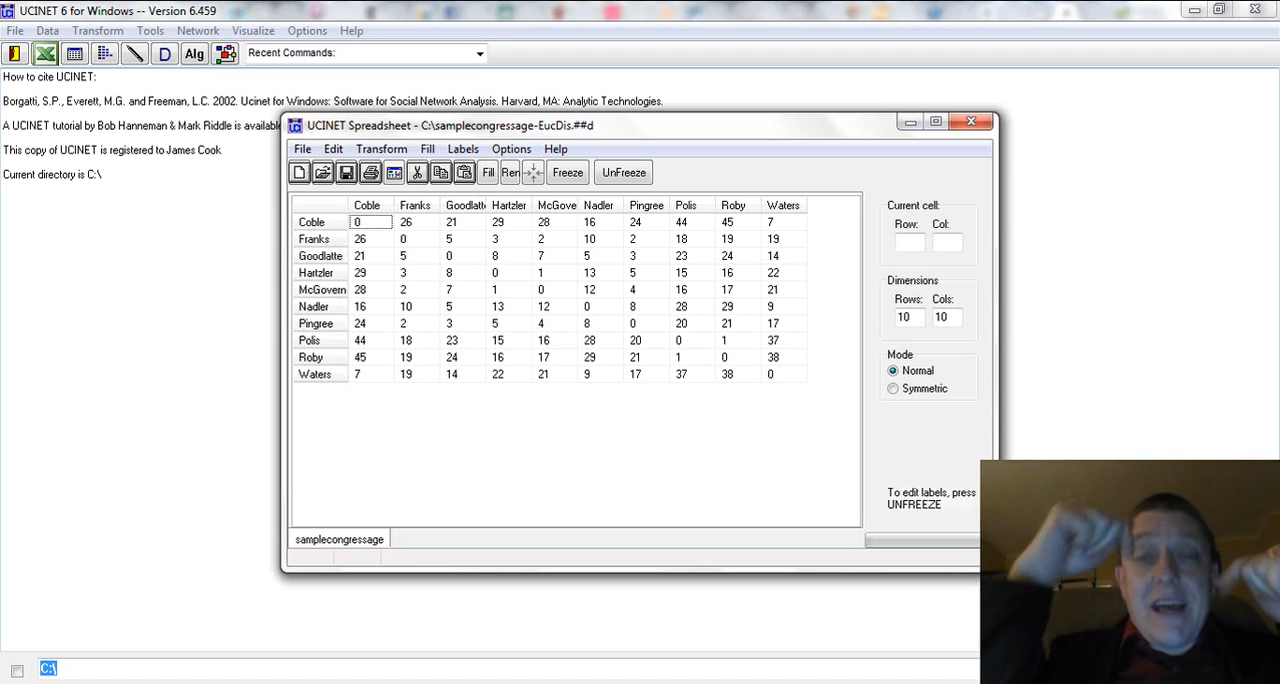 UCINET 6 for Windows -- Version 6.459
File Data Transform Tools Network Visualize Options Help
D Alg Recent Commands:
How to cite UCINET:
Borgatti, S.P., Everett, M.G. and Freeman, L.C. 2002. Ucinet for Windows: Software for Social Network Analysis. Harvard, MA: Analytic Technologies.
A UCINET tutorial by Bob Hanneman & Mark Riddle is available
This copy of UCINET is registered to James Cook
Current directory is C:\
UCINET Spreadsheet - C:\samplecongressage-EucDis.##d
File Edit Transform Fill Labels Options Help
Fill Ren Freeze UnFreeze
Coble Franks Goodlatte Hartzler McGove Nadler Pingree Polis Roby Waters
Coble 0 26 21 29 28 16 24 44 45 7
Franks 26 0 5 3 2 10 2 18 19 19
Goodlatte 21 5 0 8 7 5 3 23 24 14
Hartzler 29 3 8 0 1 13 5 15 16 22
McGovern 28 2 7 1 0 12 4 16 17 21
Nadler 16 10 5 13 12 0 8 28 29 9
Pingree 24 2 3 5 4 8 0 20 21 17
Polis 44 18 23 15 16 28 20 0 1 37
Roby 45 19 24 16 17 29 21 1 0 38
Waters 7 19 14 22 21 9 17 37 38 0
Current cell:
Row: Col:
Dimensions
Rows: Cols:
10 10
Mode
Normal
Symmetric
To edit labels, press
UNFREEZE
samplecongressage
C:\